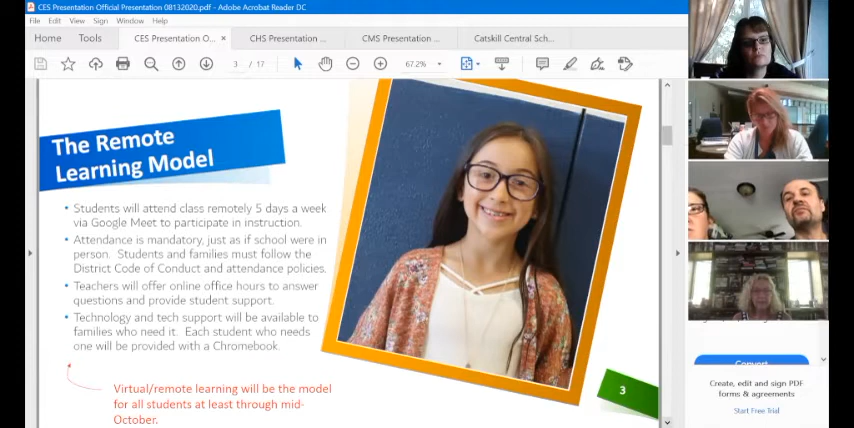 CES Presentation Official Presentation 08132020.pdf - Adobe Acrobat Reader DC
File Edit View Sign Window Help
Home Tools CES Presentation O... × CHS Presentation ... CMS Presentation ... Catskill Central Sch...
3 / 17 67.2%
The Remote
Learning Model
• Students will attend class remotely 5 days a week
via Google Meet to participate in instruction.
• Attendance is mandatory, just as if school were in
person. Students and families must follow the
District Code of Conduct and attendance policies.
• Teachers will offer online office hours to answer
questions and provide student support.
• Technology and tech support will be available to
families who need it. Each student who needs
one will be provided with a Chromebook.
Virtual/remote learning will be the model
for all students at least through mid-
October.
3
Convert
Create, edit and sign PDF
forms & agreements
Start Free Trial